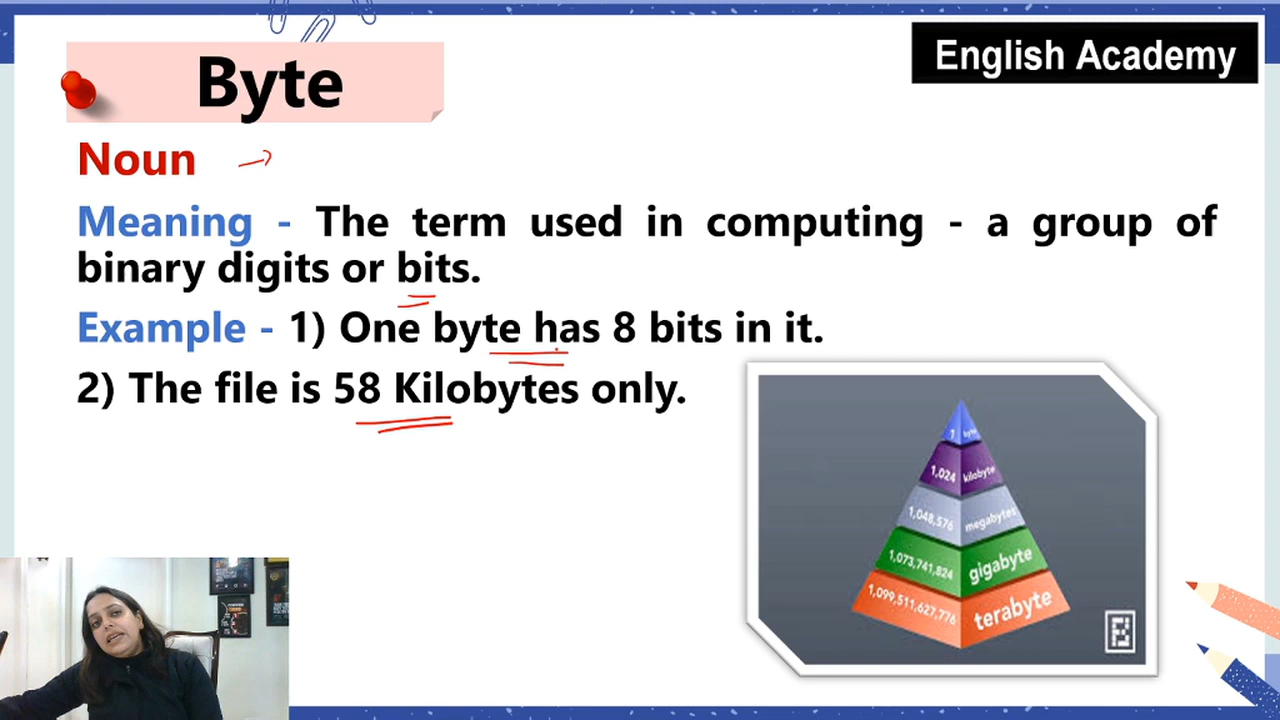 Byte
English Academy
Noun
Meaning - The term used in computing - a group of
binary digits or bits.
Example - 1) One byte has 8 bits in it.
2) The file is 58 Kilobytes only.
1 byte
1,024 kilobyte
1,048,576 megabytes
1,073,741,824 gigabyte
1,099,511,627,776 terabyte